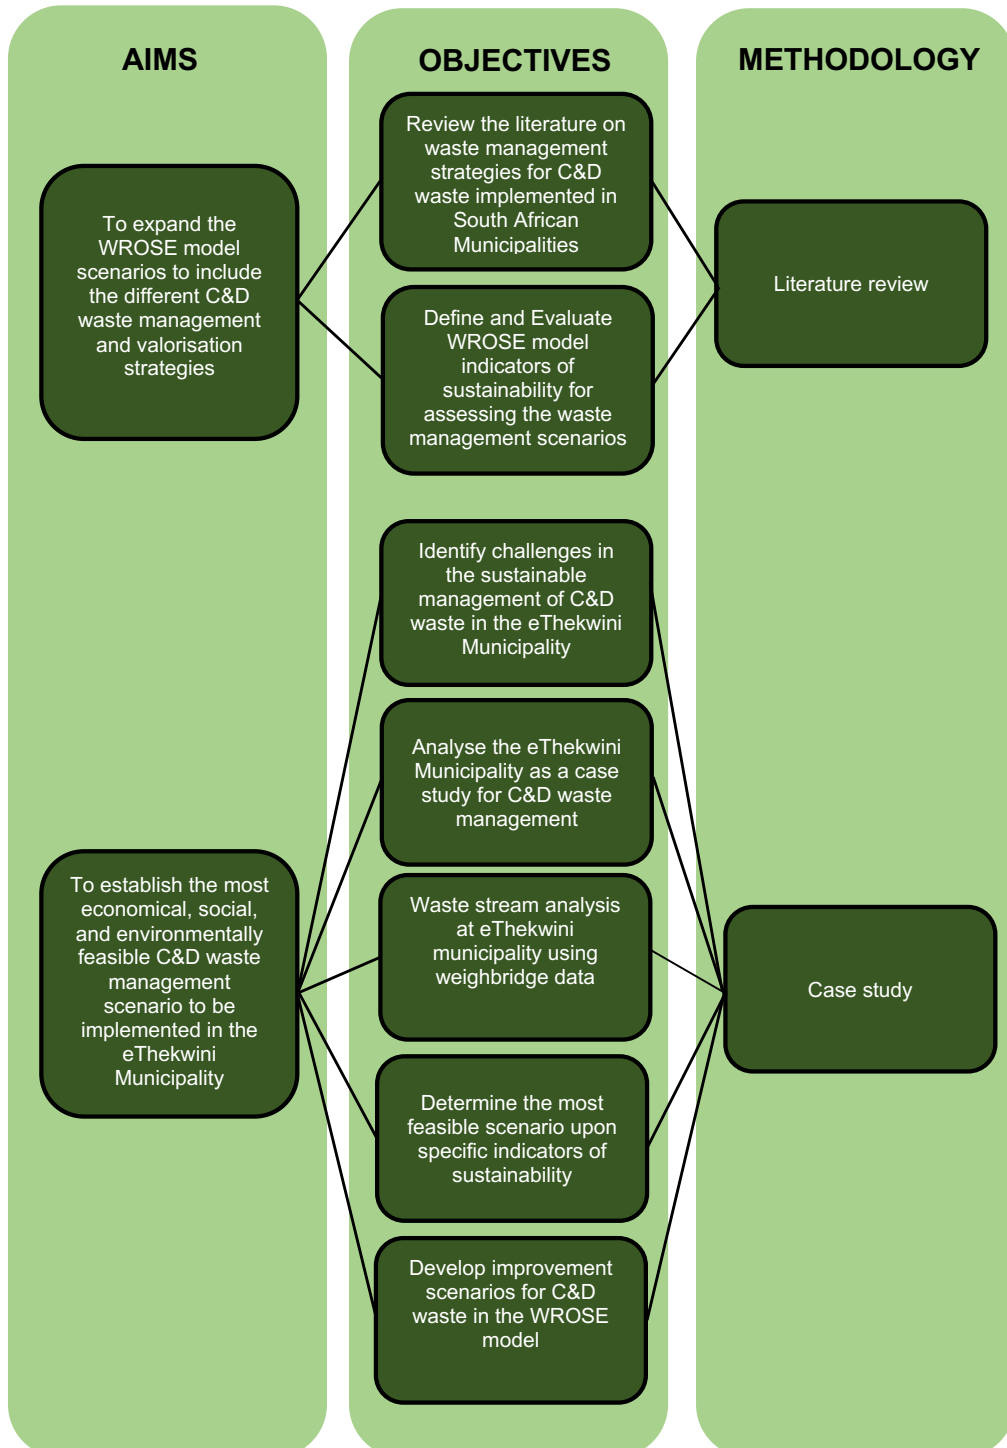 AIMS
OBJECTIVES
METHODOLOGY
To expand the
WROSE model
scenarios to include
the different C&D
waste management
and valorisation
strategies
Review the literature on
waste management
strategies for C&D
waste implemented in
South African
Municipalities
Define and Evaluate
WROSE model
indicators of
sustainability for
assessing the waste
management scenarios
Literature review
To establish the most
economical, social,
and environmentally
feasible C&D waste
management
scenario to be
implemented in the
eThekwini
Municipality
Identify challenges in
the sustainable
management of C&D
waste in the eThekwini
Municipality
Analyse the eThekwini
Municipality as a case
study for C&D waste
management
Waste stream analysis
at eThekwini
municipality using
weighbridge data
Determine the most
feasible scenario upon
specific indicators of
sustainability
Develop improvement
scenarios for C&D
waste in the WROSE
model
Case study